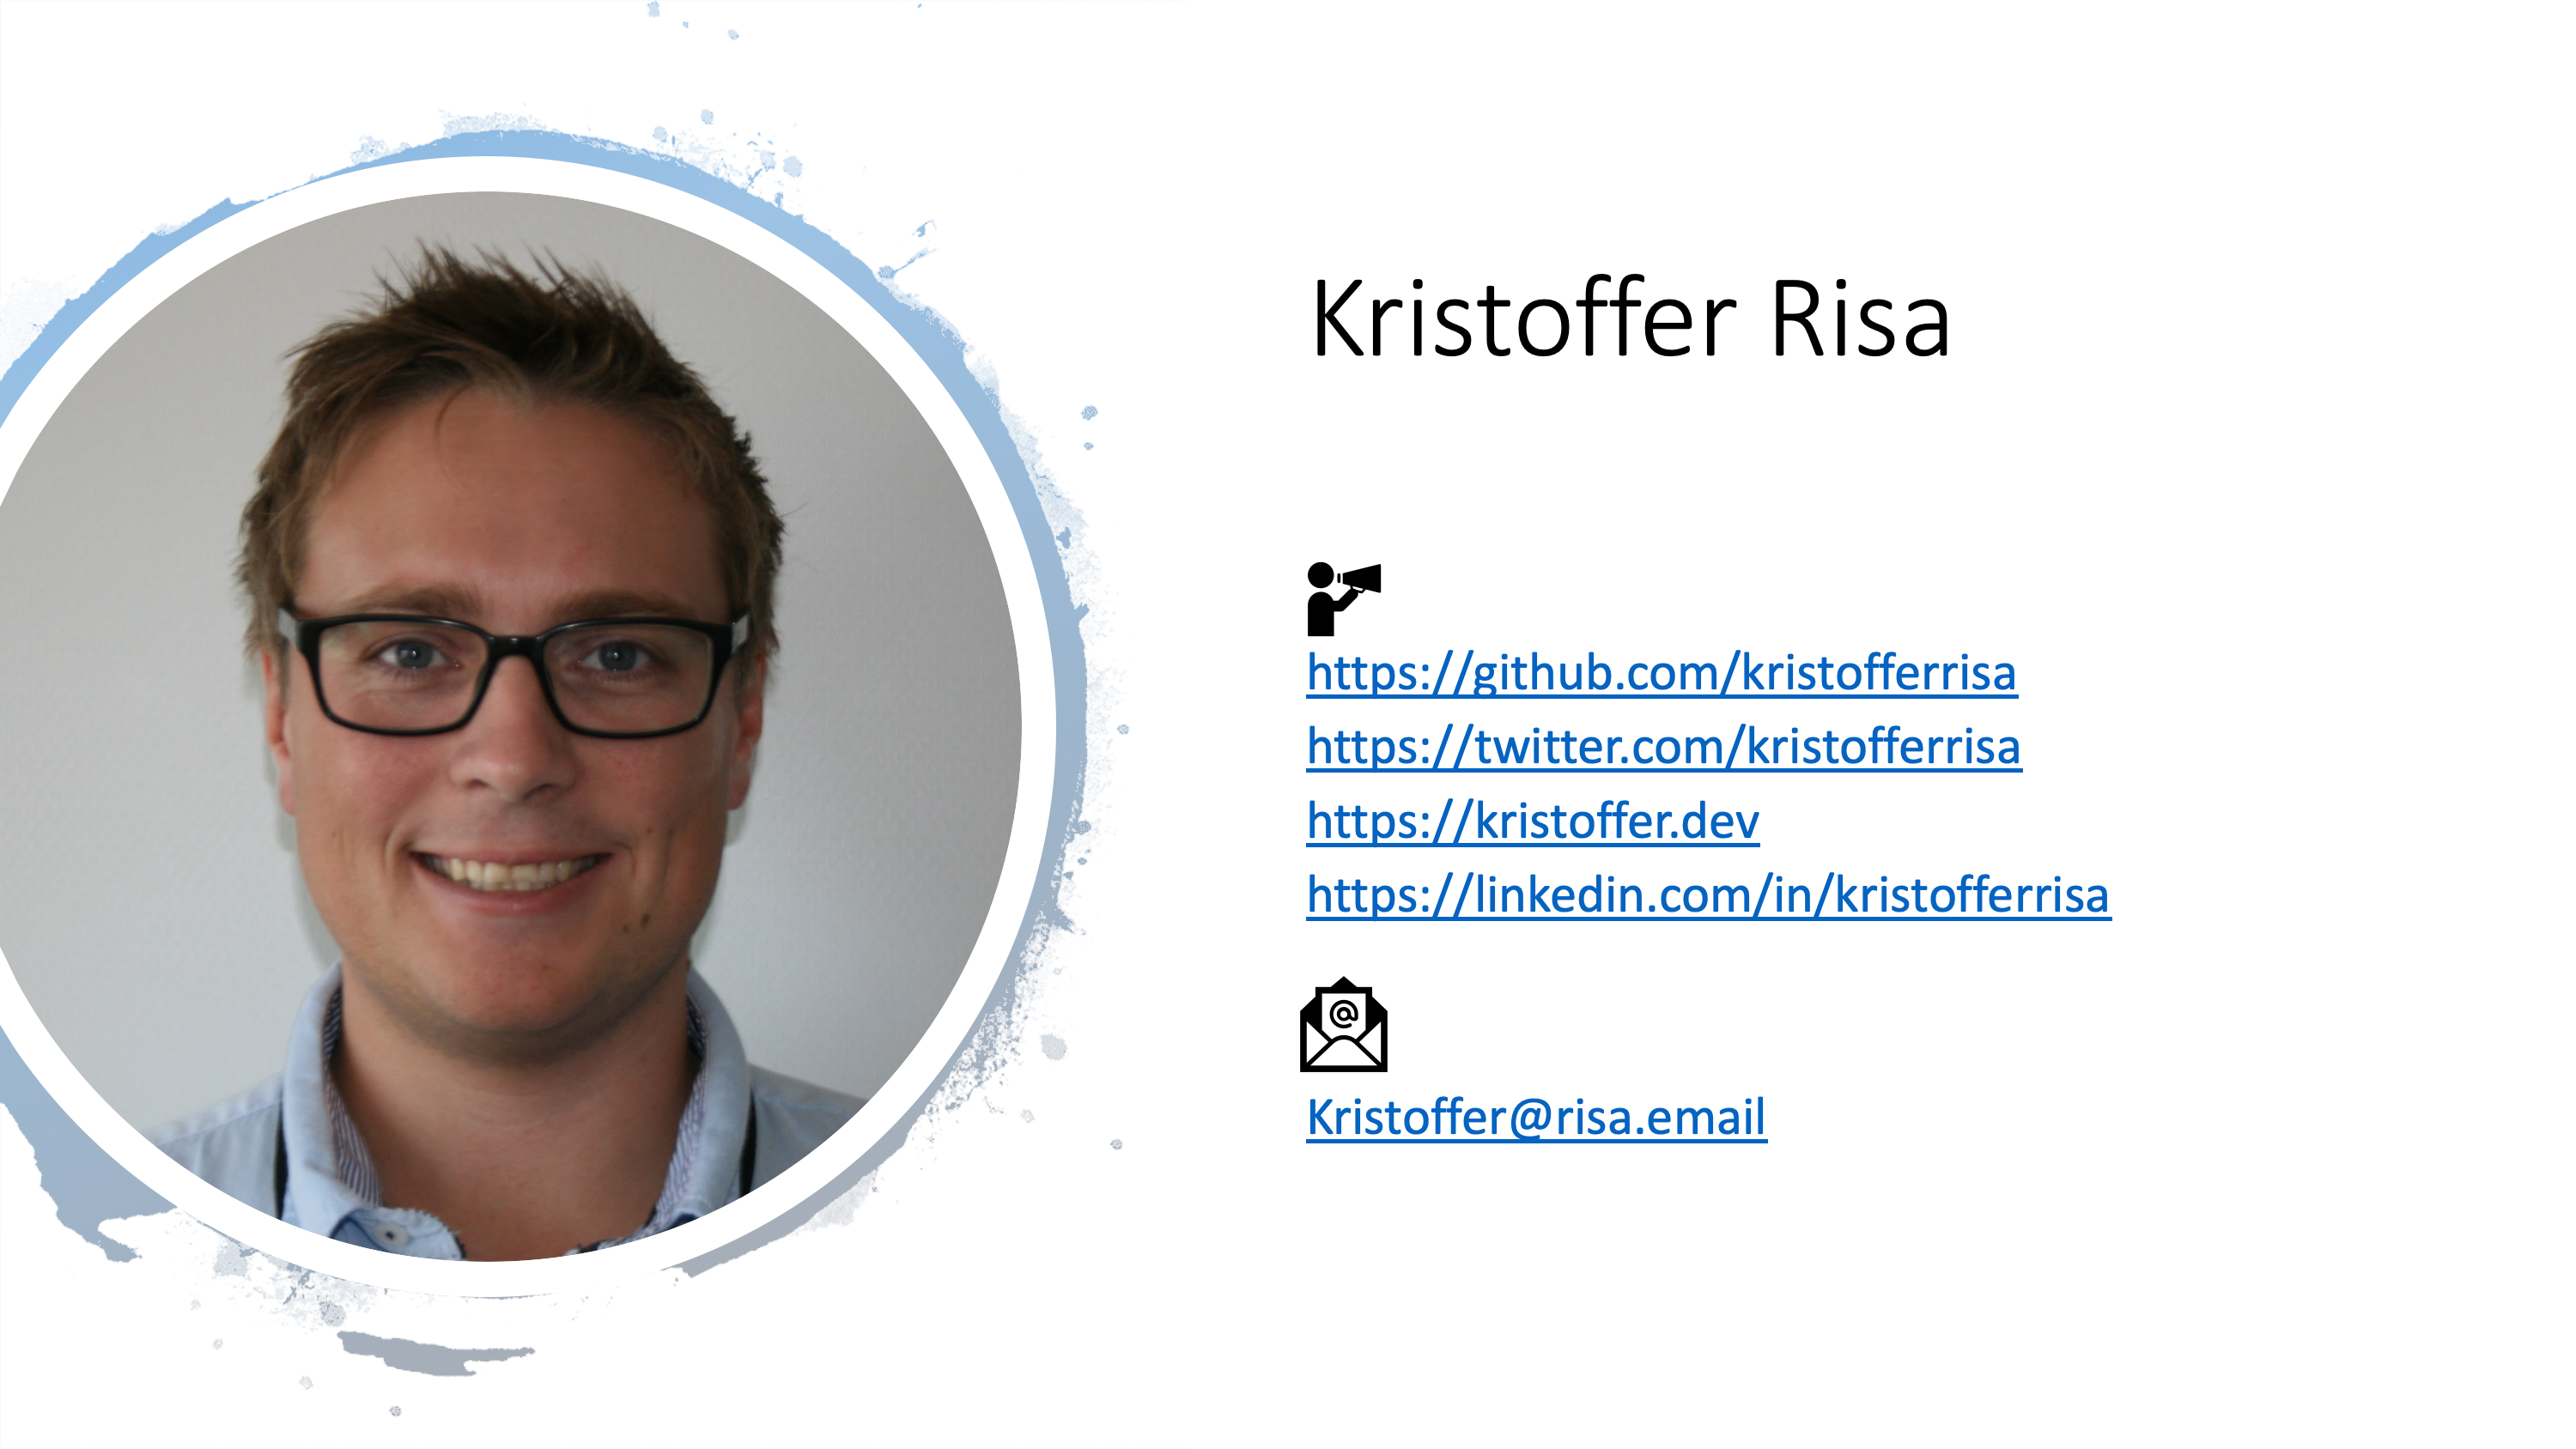 Kristoffer Risa
https://github.com/kristofferrisa
https://twitter.com/kristofferrisa
https://kristoffer.dev
https://linkedin.com/in/kristofferrisa
@
Kristoffer@risa.email